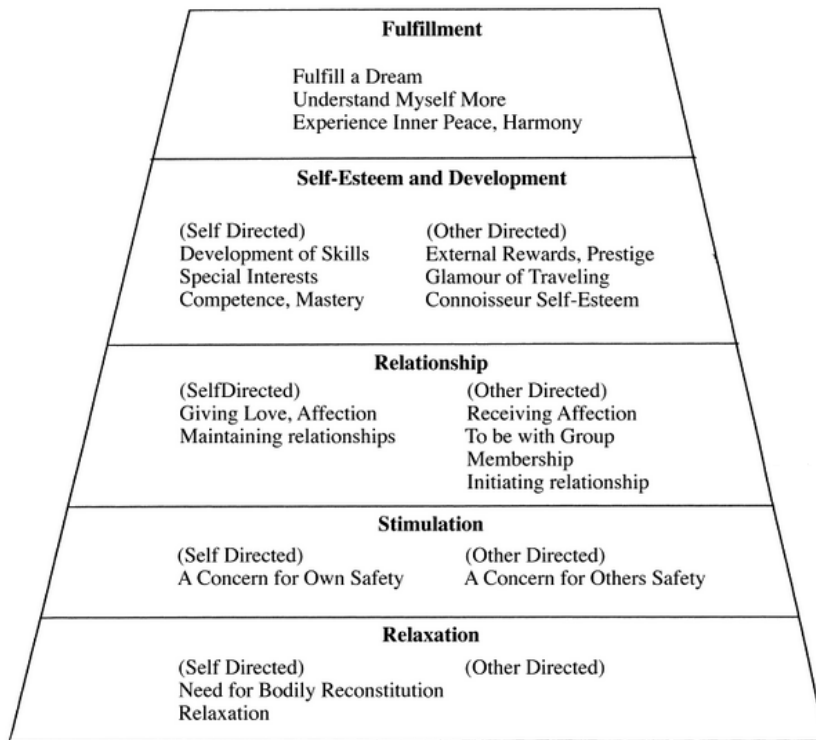 Fulfillment
Fulfill a Dream
Understand Myself More
Experience Inner Peace, Harmony
Self-Esteem and Development
(Self Directed)
Development of Skills
Special Interests
Competence, Mastery
(Other Directed)
External Rewards, Prestige
Glamour of Traveling
Connoisseur Self-Esteem
Relationship
(SelfDirected)
Giving Love, Affection
Maintaining relationships
(Other Directed)
Receiving Affection
To be with Group
Membership
Initiating relationship
Stimulation
(Self Directed)
A Concern for Own Safety
(Other Directed)
A Concern for Others Safety
Relaxation
(Self Directed)
Need for Bodily Reconstitution
Relaxation
(Other Directed)